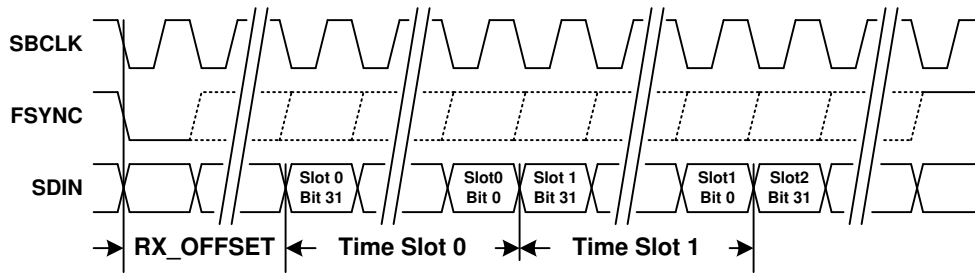 SBCLK
FSYNC
SDIN
Slot 0
Bit 31
Slot0
Bit 0
Slot 1
Bit 31
Slot1
Bit 0
Slot2
Bit 31
RX_OFFSET
Time Slot 0
Time Slot 1